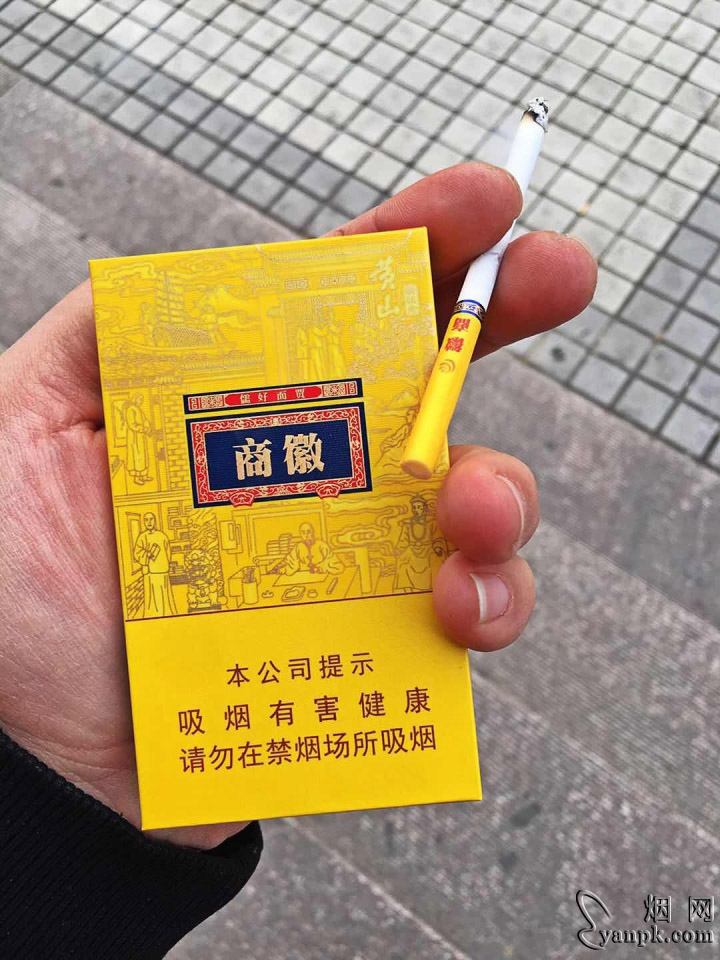 黄山
儒好而贾
商徽
本公司提示
吸烟有害健康
请勿在禁烟场所吸烟
烟网
yanpk.com